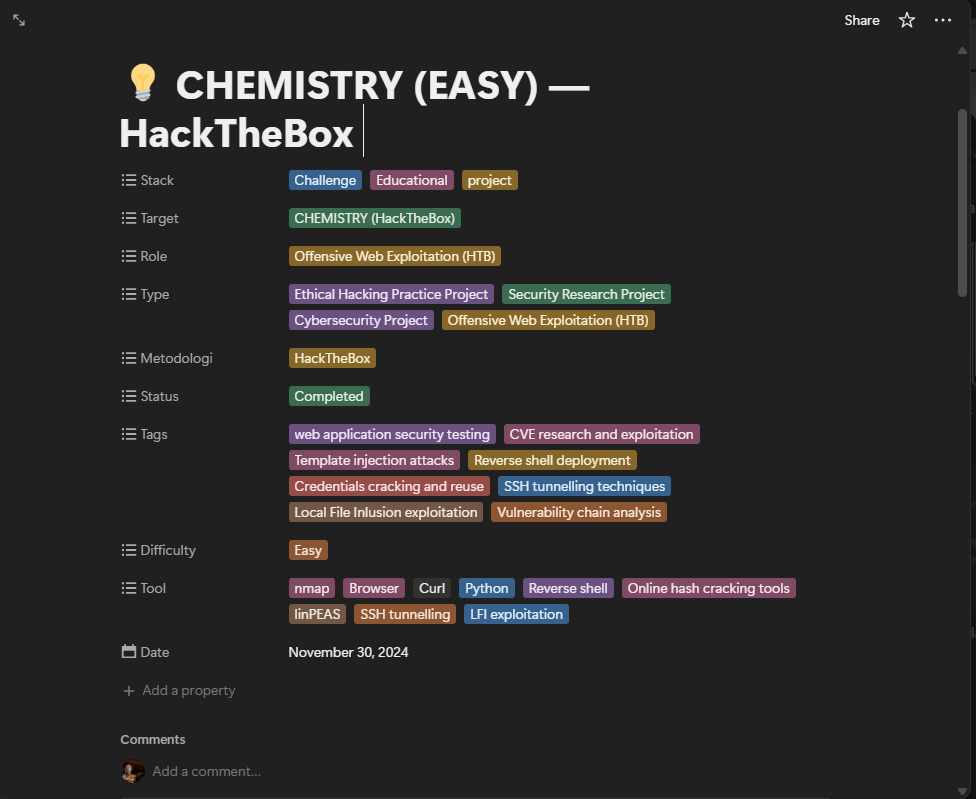 Share
CHEMISTRY (EASY) —
HackTheBox
Stack Challenge Educational project
Target CHEMISTRY (HackTheBox)
Role Offensive Web Exploitation (HTB)
Type Ethical Hacking Practice Project Security Research Project
Cybersecurity Project Offensive Web Exploitation (HTB)
Metodologi HackTheBox
Status Completed
Tags web application security testing CVE research and exploitation
Template injection attacks Reverse shell deployment
Credentials cracking and reuse SSH tunnelling techniques
Local File Inlusion exploitation Vulnerability chain analysis
Difficulty Easy
Tool nmap Browser Curl Python Reverse shell Online hash cracking tools
linPEAS SSH tunnelling LFI exploitation
Date November 30, 2024
Add a property
Comments
Add a comment...